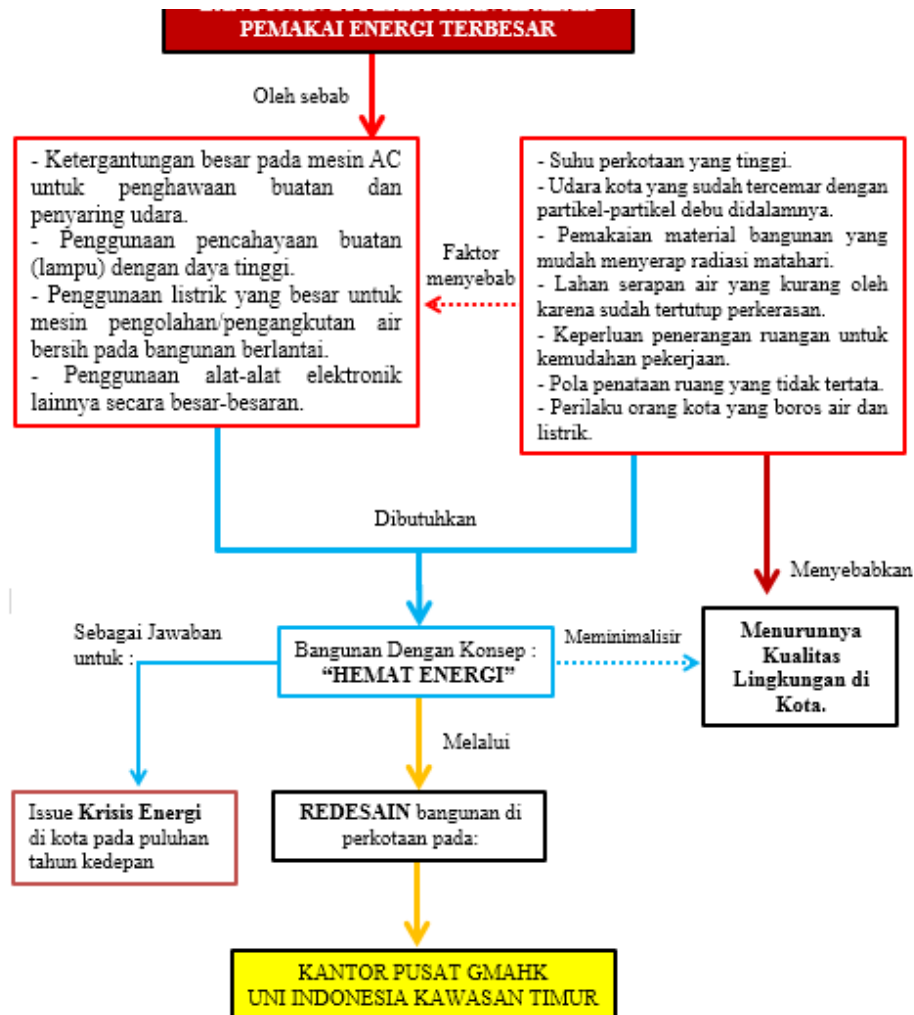 PEMAKAI ENERGI TERBESAR
Oleh sebab
- Ketergantungan besar pada mesin AC
untuk penghawaan buatan dan
penyaring udara.
- Penggunaan pencahayaan buatan
(lampu) dengan daya tinggi.
- Penggunaan listrik yang besar untuk
mesin pengolahan/pengangkutan air
bersih pada bangunan berlantai.
- Penggunaan alat-alat elektronik
lainnya secara besar-besaran.
Faktor
menyebab
- Suhu perkotaan yang tinggi.
- Udara kota yang sudah tercemar dengan
partikel-partikel debu didalamnya.
- Pemakaian material bangunan yang
mudah menyerap radiasi matahari.
- Lahan serapan air yang kurang oleh
karena sudah tertutup perkerasan.
- Keperluan penerangan ruangan untuk
kemudahan pekerjaan.
- Pola penataan ruang yang tidak tertata.
- Perilaku orang kota yang boros air dan
listrik.
Dibutuhkan
Menyebabkan
Sebagai Jawaban
untuk :
Bangunan Dengan Konsep :
“HEMAT ENERGI”
Meminimalisir
Menurunnya
Kualitas
Lingkungan di
Kota.
Melalui
Issue Krisis Energi
di kota pada puluhan
tahun kedepan
REDESAIN bangunan di
perkotaan pada:
KANTOR PUSAT GMAHK
UNI INDONESIA KAWASAN TIMUR